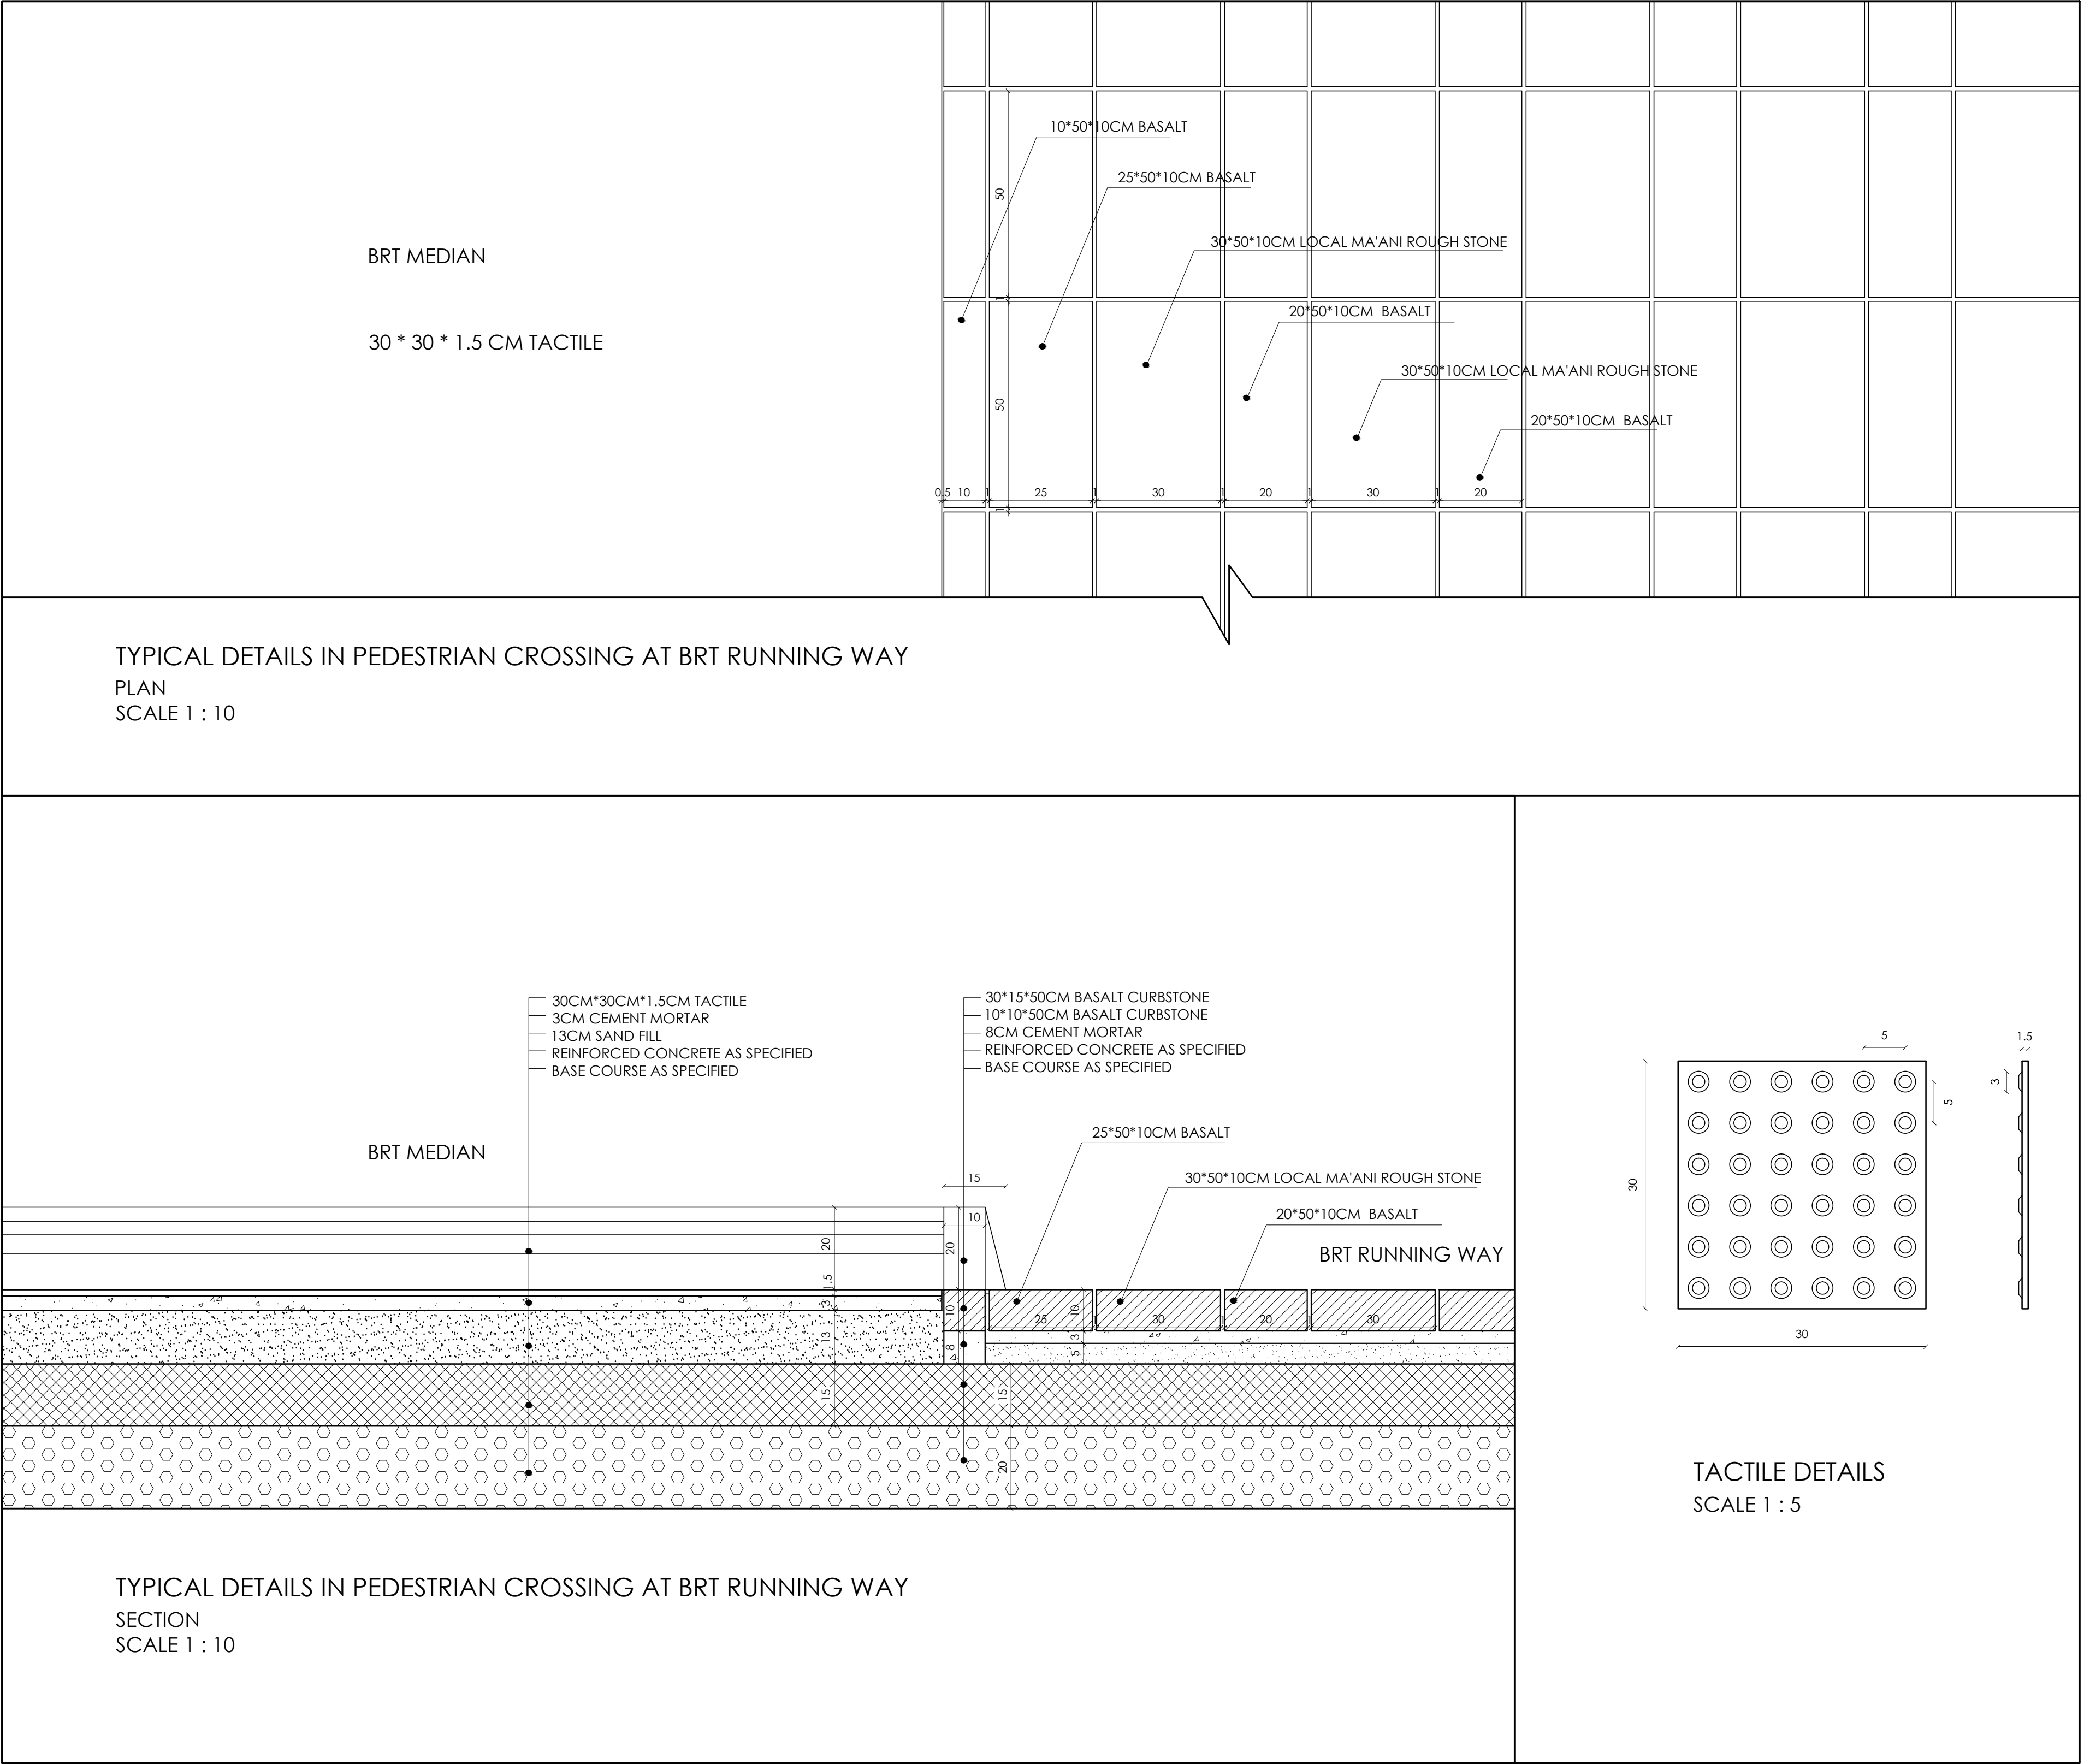 10*50*10CM BASALT
25*50*10CM BASALT
50
30*50*10CM LOCAL MA'ANI ROUGH STONE
BRT MEDIAN
1
20*50*10CM  BASALT
30 * 30 * 1.5 CM TACTILE
30*50*10CM LOCAL MA'ANI ROUGH STONE
50
20*50*10CM  BASALT
0.5 10 1 25 1 30 1 20 1 30 1 20
1
TYPICAL DETAILS IN PEDESTRIAN CROSSING AT BRT RUNNING WAY
PLAN
SCALE 1 : 10
30CM*30CM*1.5CM TACTILE
3CM CEMENT MORTAR
13CM SAND FILL
REINFORCED CONCRETE AS SPECIFIED
BASE COURSE AS SPECIFIED
30*15*50CM BASALT CURBSTONE
10*10*50CM BASALT CURBSTONE
8CM CEMENT MORTAR
REINFORCED CONCRETE AS SPECIFIED
BASE COURSE AS SPECIFIED
25*50*10CM BASALT
BRT MEDIAN
15
30*50*10CM LOCAL MA'ANI ROUGH STONE
10
20*50*10CM  BASALT
20
20
BRT RUNNING WAY
1.5
3
10
10
25 1 30 1 20 1 30 1
13
8
3
5
15
15
20
TYPICAL DETAILS IN PEDESTRIAN CROSSING AT BRT RUNNING WAY
SECTION
SCALE 1 : 10
5
1.5
3
5
30
30
TACTILE DETAILS
SCALE 1 : 5